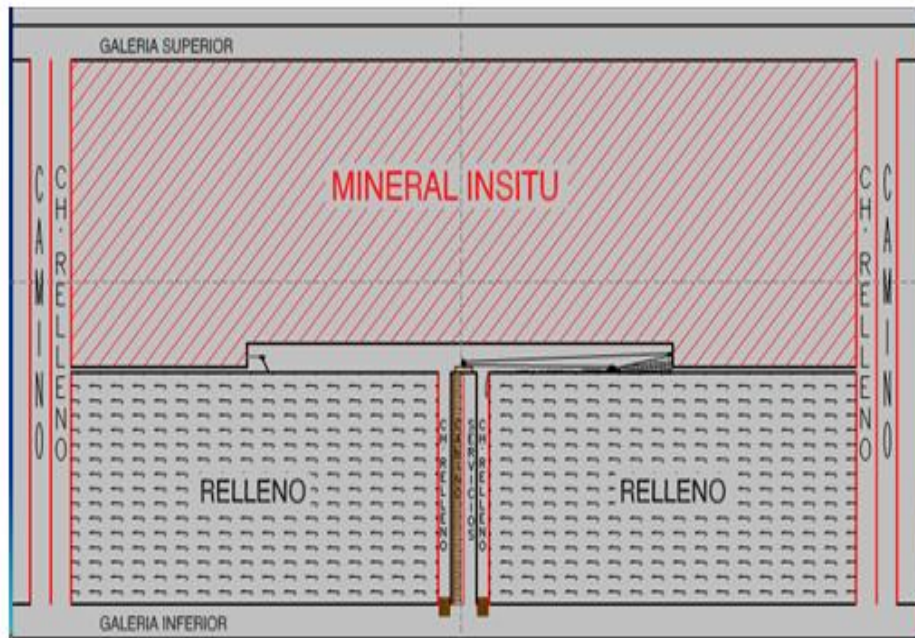 GALERIA SUPERIOR
CAMINO
CH·RELLENO
MINERAL INSITU
CH·RELLENO
CAMINO
RELLENO
CH RELLENO
SERVICIOS
CH·RELLENO
RELLENO
GALERIA INFERIOR